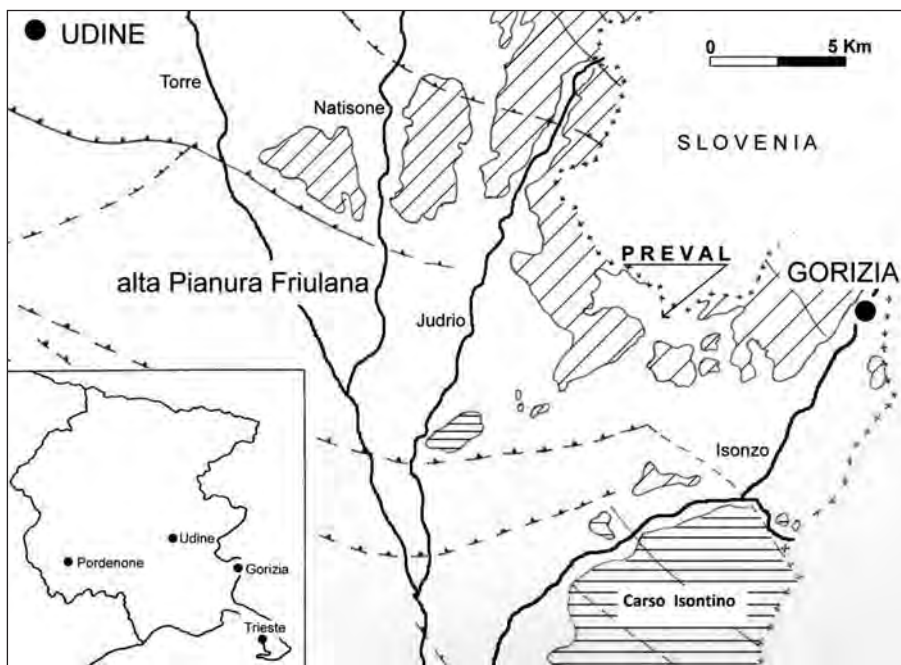 UDINE
0 5 Km
Torre
Natisone
SLOVENIA
PREVAL
GORIZIA
alta Pianura Friulana
Judrio
Isonzo
Udine
Pordenone
Gorizia
Carso Isontino
Trieste